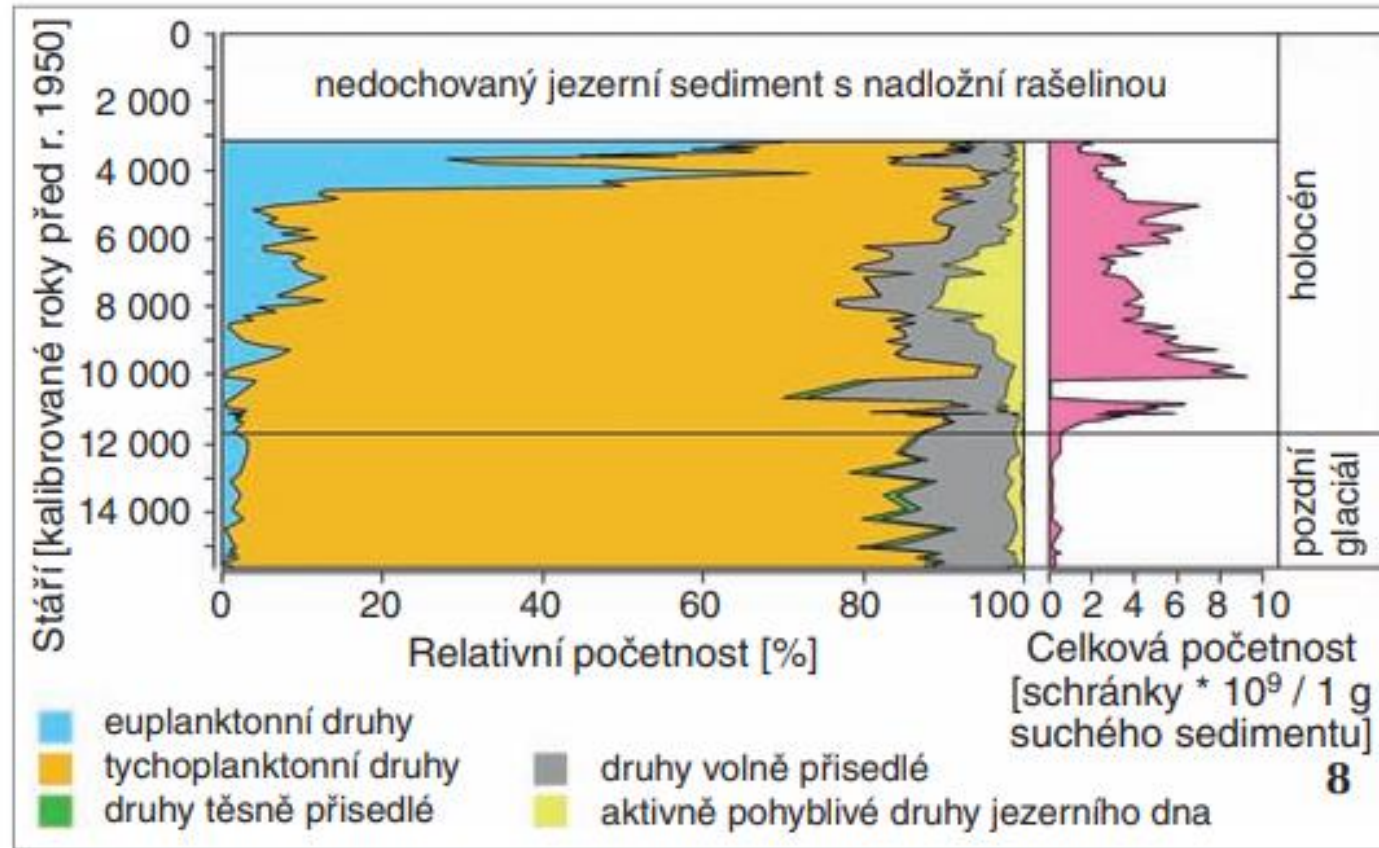 Stáří [kalibrované roky před r. 1950]
0
2 000
4 000
6 000
8 000
10 000
12 000
14 000
nedochovaný jezerní sediment s nadložní rašelinou
holocén
pozdní
glaciál
0 20 40 60 80 100 0 2 4 6 8 10
Relativní početnost [%]
Celková početnost
[schránky * 10⁹ / 1 g
suchého sedimentu]
euplanktonní druhy
tychoplanktonní druhy
druhy těsně přisedlé
druhy volně přisedlé
aktivně pohyblivé druhy jezerního dna
8